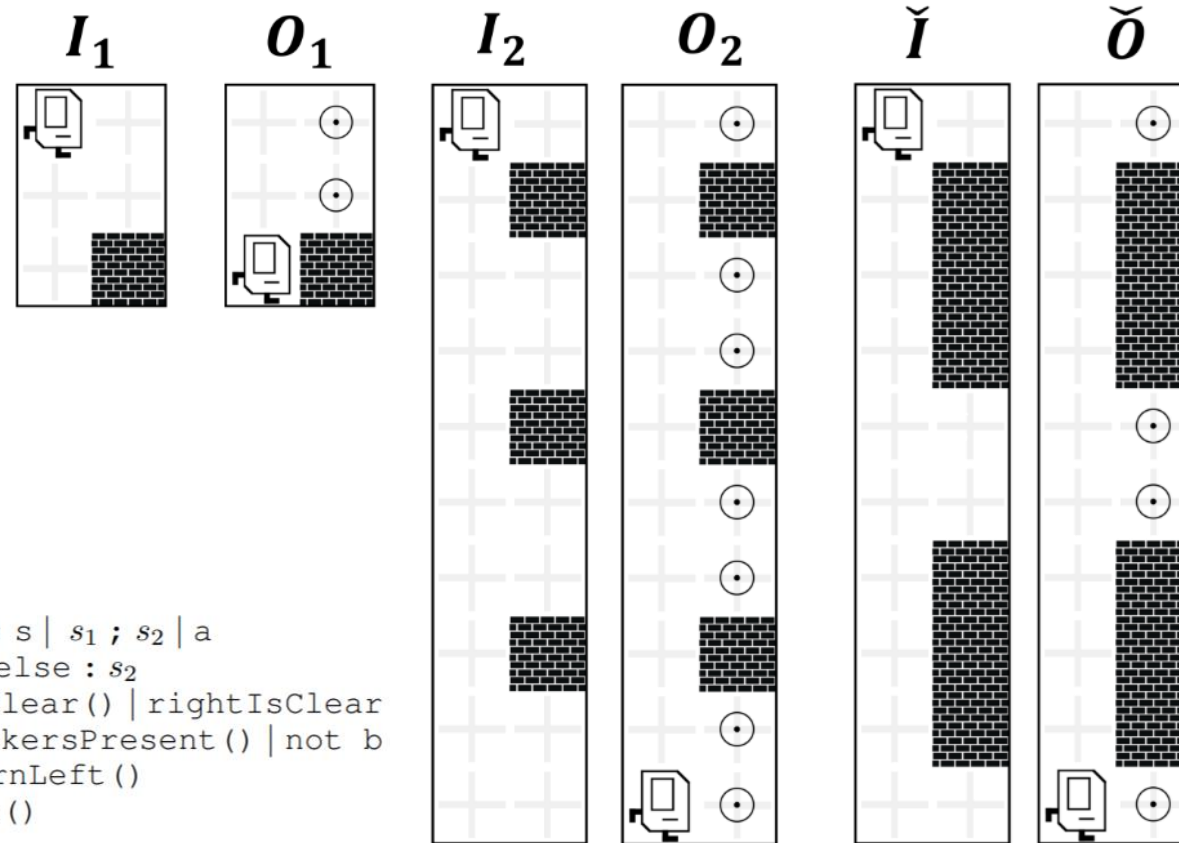 I₁ O₁ I₂ O₂ Ǐ Ǒ
s | s₁ ; s₂ | a
else : s₂
lear() | rightIsClear
kersPresent() | not b
rnLeft()
()